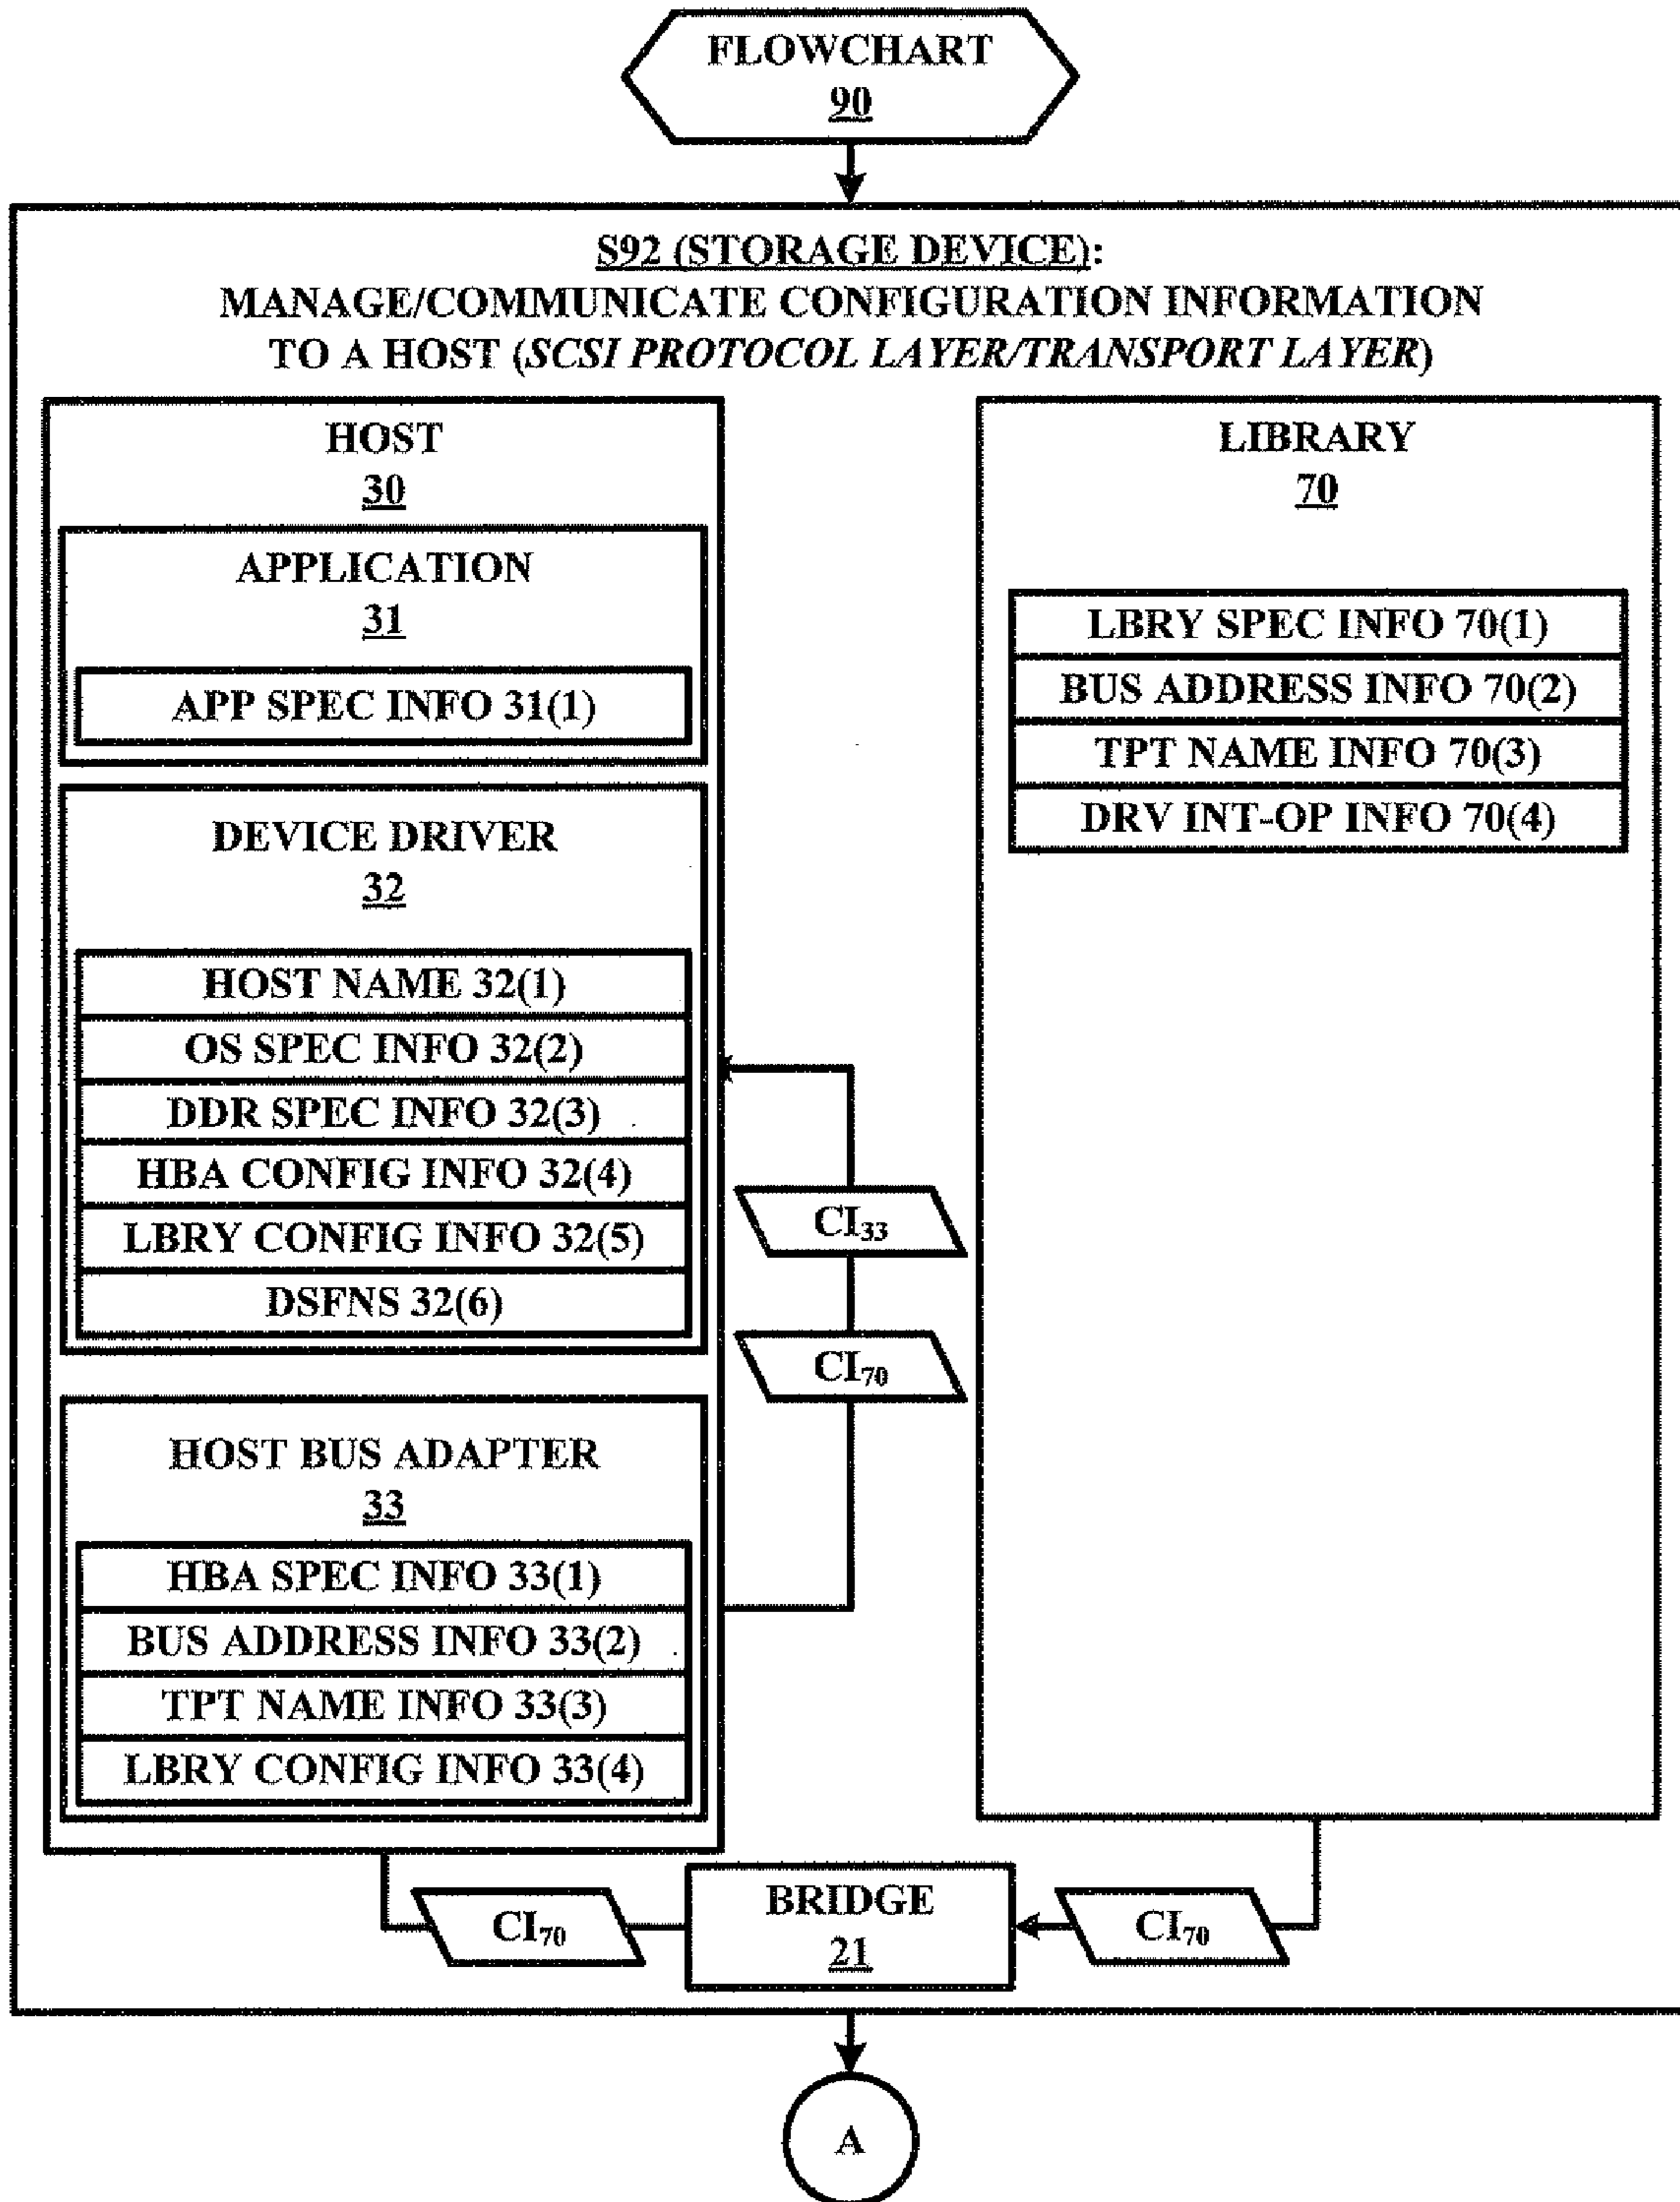 FLOWCHART
90
S92 (STORAGE DEVICE):
MANAGE/COMMUNICATE CONFIGURATION INFORMATION
TO A HOST (SCSI PROTOCOL LAYER/TRANSPORT LAYER)
HOST
30
APPLICATION
31
APP SPEC INFO 31(1)
DEVICE DRIVER
32
HOST NAME 32(1)
OS SPEC INFO 32(2)
DDR SPEC INFO 32(3)
HBA CONFIG INFO 32(4)
LBRY CONFIG INFO 32(5)
DSFNS 32(6)
HOST BUS ADAPTER
33
HBA SPEC INFO 33(1)
BUS ADDRESS INFO 33(2)
TPT NAME INFO 33(3)
LBRY CONFIG INFO 33(4)
CI33
CI70
LIBRARY
70
LBRY SPEC INFO 70(1)
BUS ADDRESS INFO 70(2)
TPT NAME INFO 70(3)
DRV INT-OP INFO 70(4)
CI70
BRIDGE
21
CI70
A